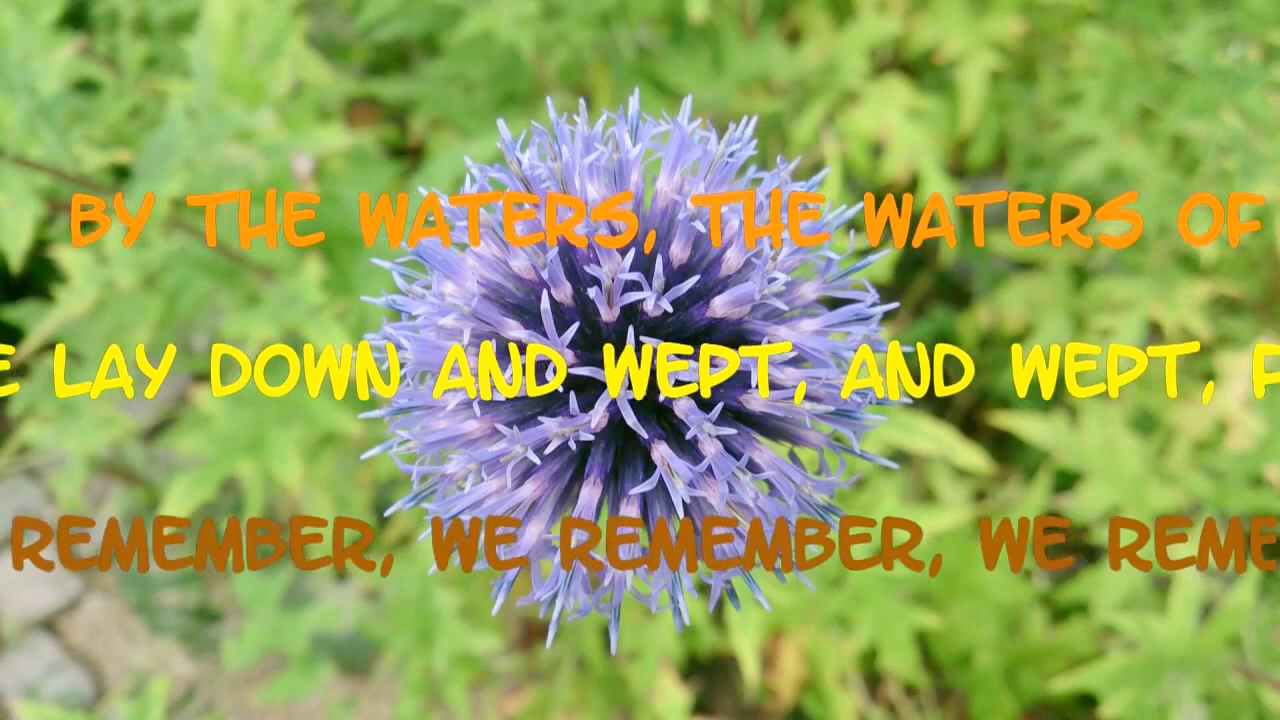 BY THE WATERS, THE WATERS OF
LAY DOWN AND WEPT, AND WEPT,
REMEMBER, WE REMEMBER, WE